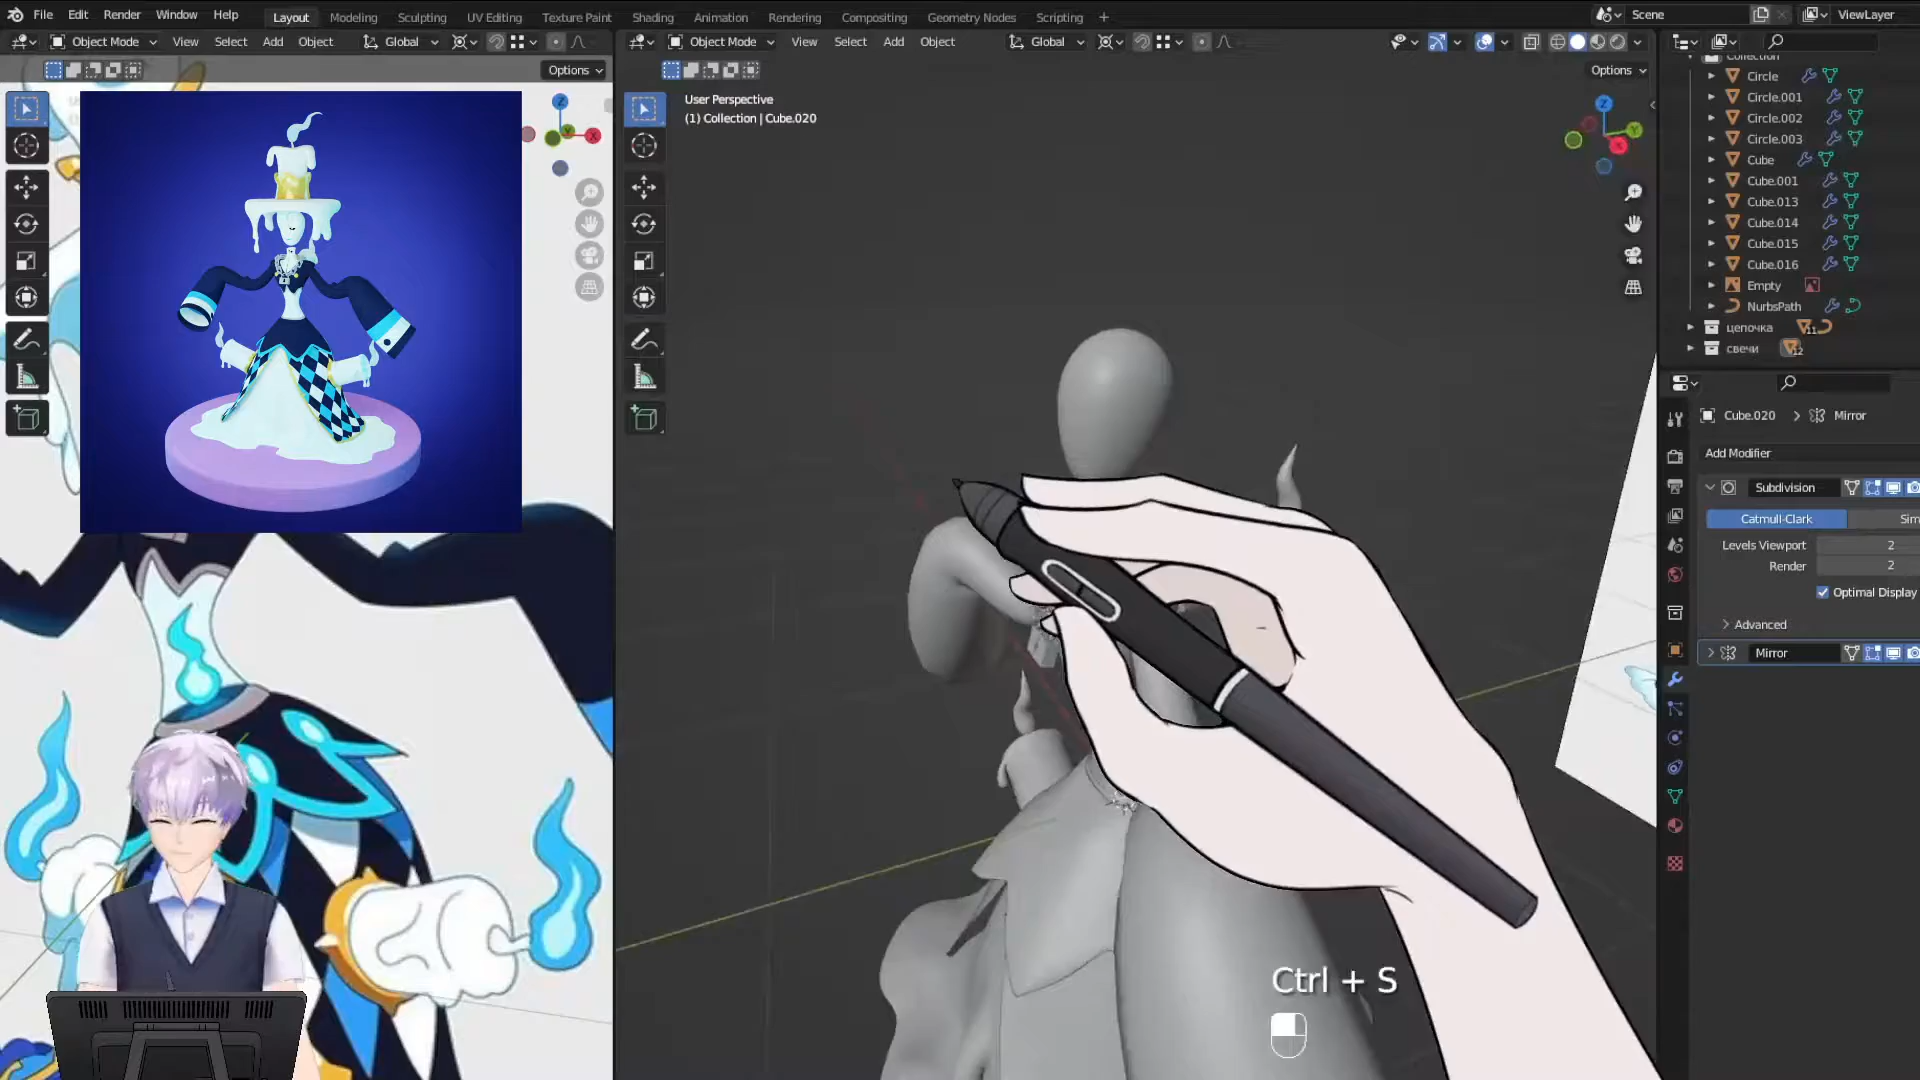 File Edit Render Window Help Layout Modeling Sculpting UV Editing Texture Paint Shading Animation Rendering Compositing Geometry Nodes Scripting + Scene ViewLayer
Object Mode View Select Add Object Global
Object Mode View Select Add Object Global
Options
Options
User Perspective
(1) Collection | Cube.020
Z
Y
X
Z
Y
X
Collection
Circle
Circle.001
Circle.002
Circle.003
Cube
Cube.001
Cube.013
Cube.014
Cube.015
Cube.016
Empty
NurbsPath
цепочка 11
свечи 12
Cube.020 > Mirror
Add Modifier
Subdivision
Catmull-Clark Sim
Levels Viewport 2
Render 2
Optimal Display
Advanced
Mirror
Ctrl + S